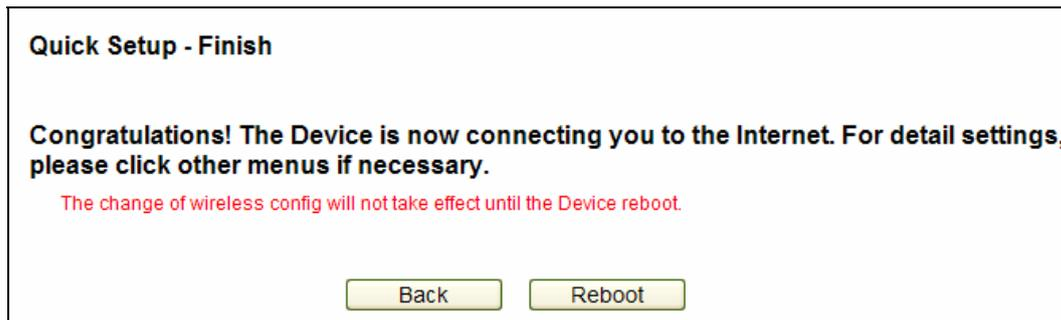 Quick Setup - Finish
Congratulations! The Device is now connecting you to the Internet. For detail settings,
please click other menus if necessary.
The change of wireless config will not take effect until the Device reboot.
Back Reboot